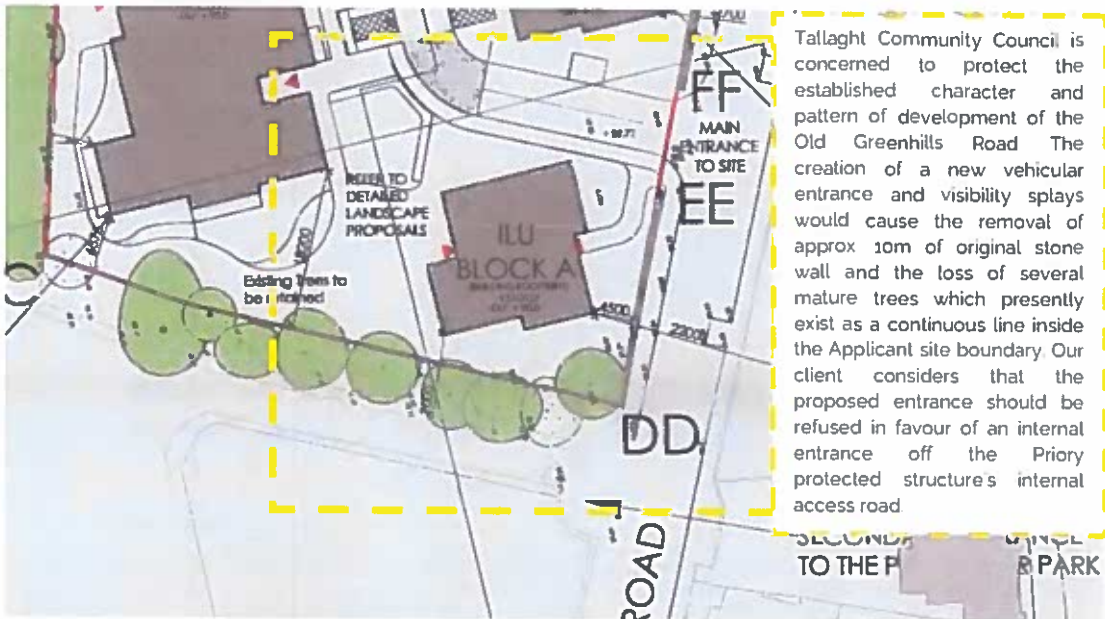 Tallaght Community Council is
concerned to protect the
established character and
pattern of development of the
Old Greenhills Road The
creation of a new vehicular
entrance and visibility splays
would cause the removal of
approx 10m of original stone
wall and the loss of several
mature trees which presently
exist as a continuous line inside
the Applicant site boundary. Our
client considers that the
proposed entrance should be
refused in favour of an internal
entrance off the Priory
protected structure's internal
access road
FF
MAIN
ENTRANCE
TO SITE
EE
REFER TO
DETAILED
LANDSCAPE
PROPOSALS
ILU
BLOCK A
Existing Trees to
be retained
4500
DD
ROAD
TO THE
PARK